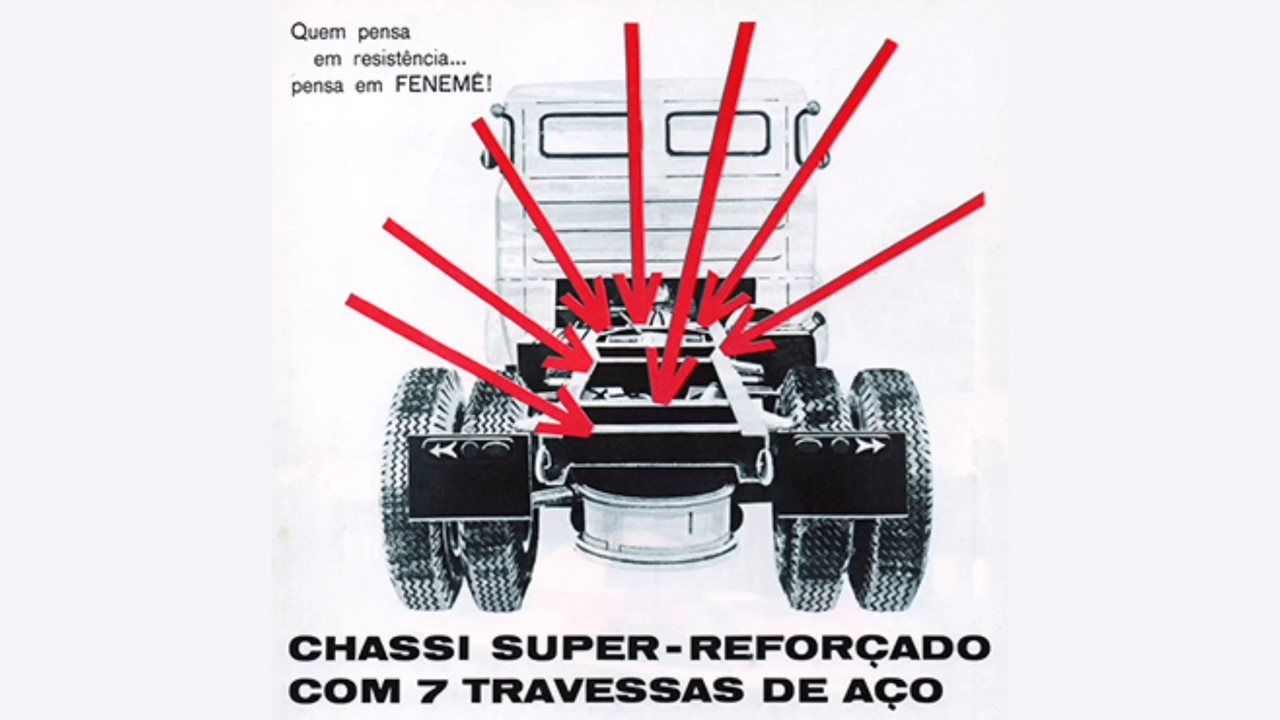 Quem pensa
em resistência...
pensa em FENEMÊ!
CHASSI SUPER-REFORÇADO
COM 7 TRAVESSAS DE AÇO